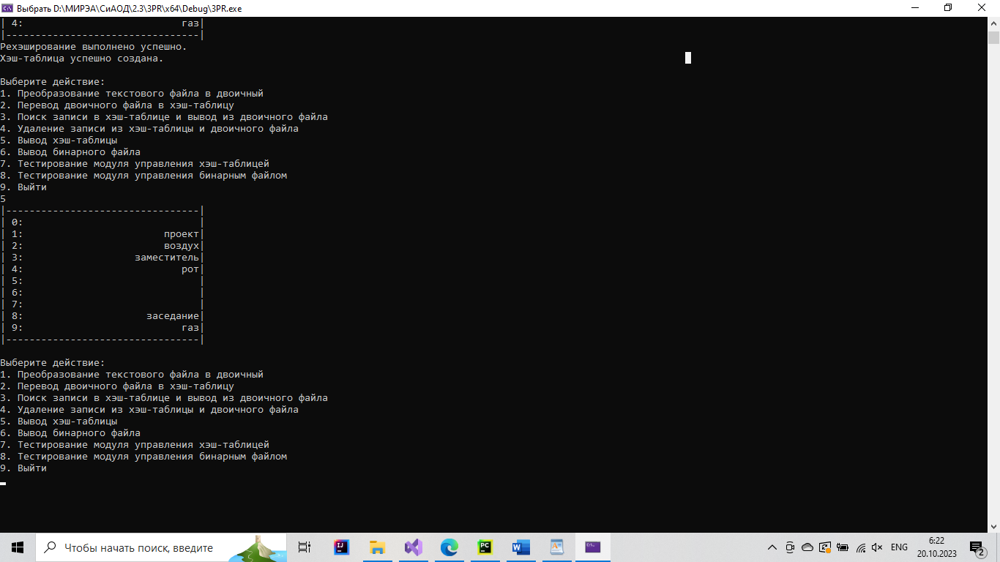 Выбрать D:\МИРЭА\СиАОД\2.3\3PR\x64\Debug\3PR.exe
| 4:                           газ|
|---------------------------------|
Рехэширование выполнено успешно.
Хэш-таблица успешно создана.
Выберите действие:
1. Преобразование текстового файла в двоичный
2. Перевод двоичного файла в хэш-таблицу
3. Поиск записи в хэш-таблице и вывод из двоичного файла
4. Удаление записи из хэш-таблицы и двоичного файла
5. Вывод хэш-таблицы
6. Вывод бинарного файла
7. Тестирование модуля управления хэш-таблицей
8. Тестирование модуля управления бинарным файлом
9. Выйти
5
|---------------------------------|
| 0:                              |
| 1:                        проект|
| 2:                        воздух|
| 3:                   заместитель|
| 4:                           рот|
| 5:                              |
| 6:                              |
| 7:                              |
| 8:                     заседание|
| 9:                           газ|
|---------------------------------|
Выберите действие:
1. Преобразование текстового файла в двоичный
2. Перевод двоичного файла в хэш-таблицу
3. Поиск записи в хэш-таблице и вывод из двоичного файла
4. Удаление записи из хэш-таблицы и двоичного файла
5. Вывод хэш-таблицы
6. Вывод бинарного файла
7. Тестирование модуля управления хэш-таблицей
8. Тестирование модуля управления бинарным файлом
9. Выйти
Чтобы начать поиск, введите
ENG
6:22
20.10.2023
2